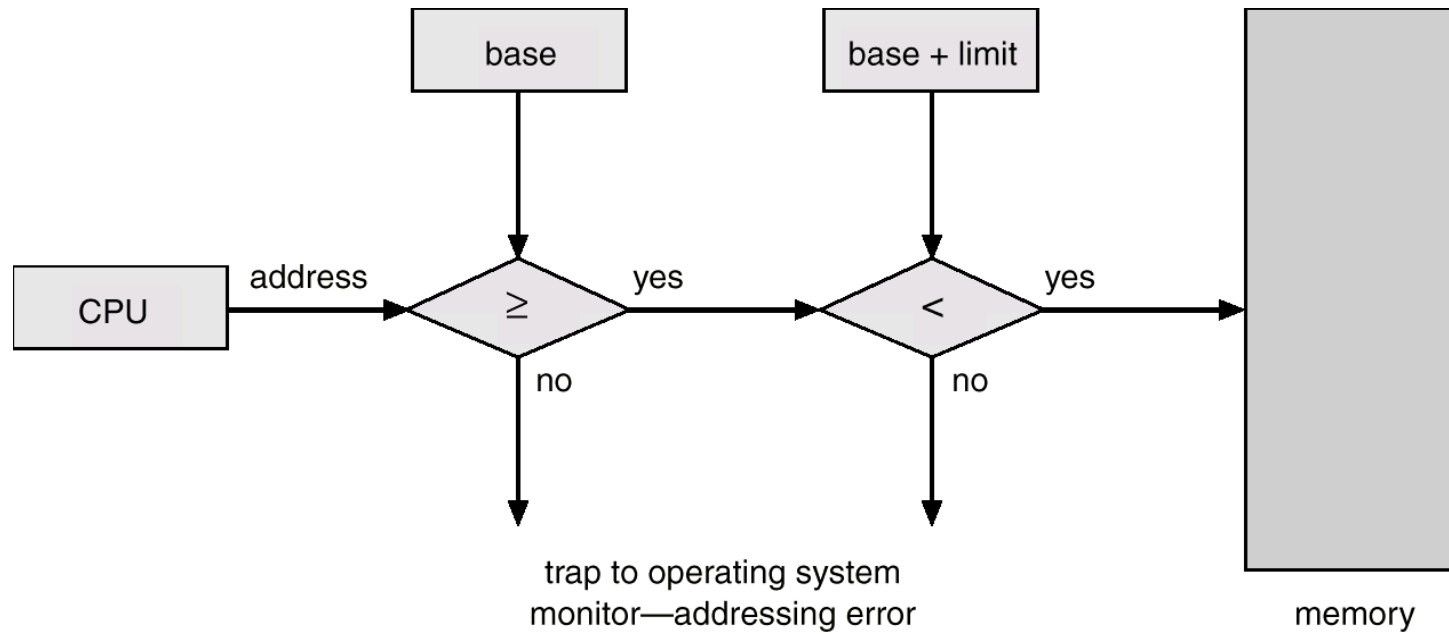 base
base + limit
CPU
address
≥
yes
<
yes
no
no
trap to operating system
monitor—addressing error
memory